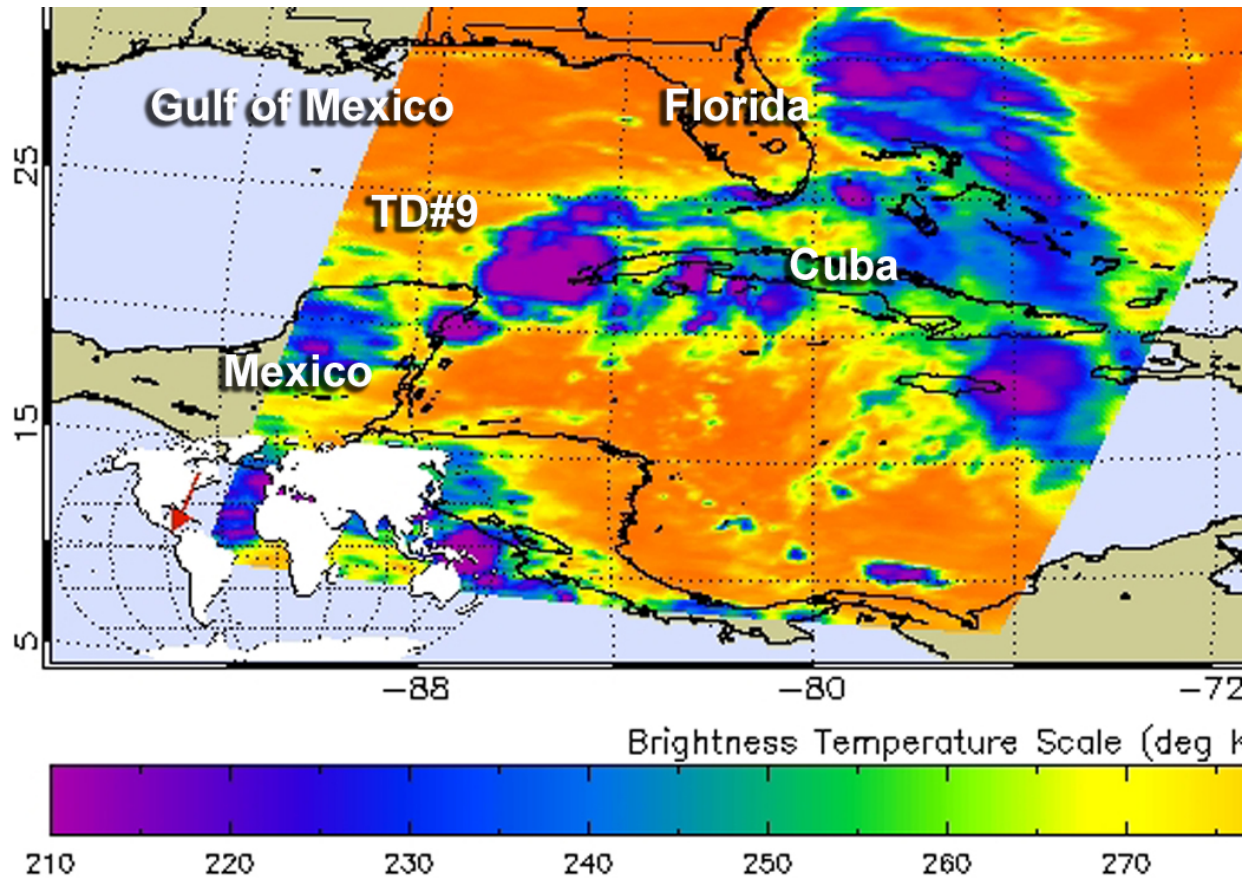 Gulf of Mexico
Florida
25
TD#9
Cuba
Mexico
15
5
-88
-80
-72
Brightness Temperature Scale (deg K
210
220
230
240
250
260
270